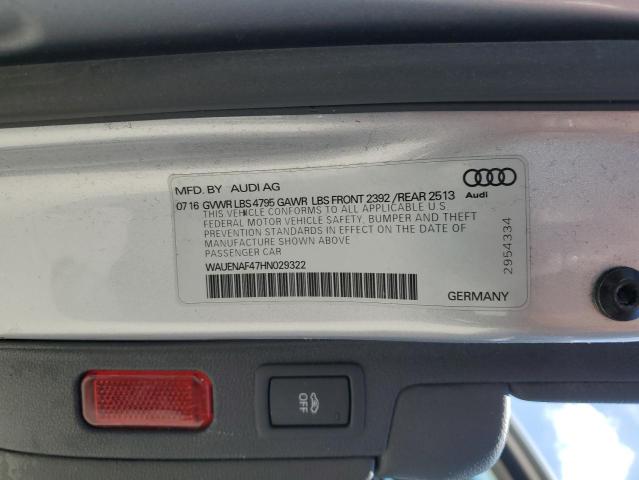 MFD. BY AUDI AG
07 16 GVWR LBS 4795 GAWR LBS FRONT 2392 /REAR 2513
THIS VEHICLE CONFORMS TO ALL APPLICABLE U.S
FEDERAL MOTOR VEHICLE SAFETY, BUMPER AND THEFT
PREVENTION STANDARDS IN EFFECT ON THE DATE OF
MANUFACTURE SHOWN ABOVE
PASSENGER CAR
WAUENAF47HN029322
GERMANY
Audi
2954334
OFF